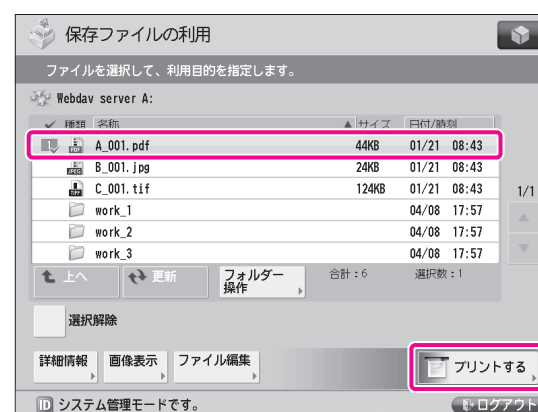 保存ファイルの利用
ファイルを選択して、利用目的を指定します。
Webdav server A:
✓ 種類 名称 ▲ サイズ 日付/時刻
PDF A_001.pdf 44KB 01/21 08:43
JPEG B_001.jpg 24KB 01/21 08:43
TIFF C_001.tif 124KB 01/21 08:43
1/1
work_1 04/08 17:57
work_2 04/08 17:57
work_3 04/08 17:57
上へ 更新 フォルダー操作 合計:6 選択数:1
選択解除
詳細情報 画像表示 ファイル編集 プリントする
ID システム管理モードです。 ログアウト